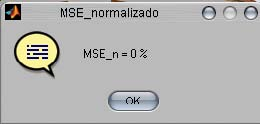 MSE_normalizado
MSE_n = 0 %
OK